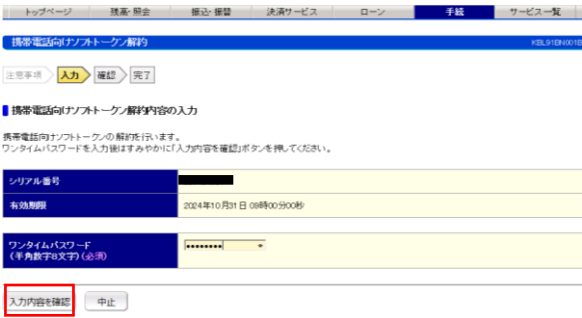 トップページ 残高・照会 振込・振替 決済サービス ローン 手続 サービス一覧
携帯電話向けソフトトークン解約 KBL91BN001B
注意事項 入力 確認 完了
携帯電話向けソフトトークン解約内容の入力
携帯電話向ソフトトークンの解約を行います。
ワンタイムパスワードを入力後はすみやかに「入力内容を確認」ボタンを押してください。
シリアル番号
有効期限 2024年10月31日 09時00分00秒
ワンタイムパスワード
(半角数字8文字)(必須)
入力内容を確認 中止